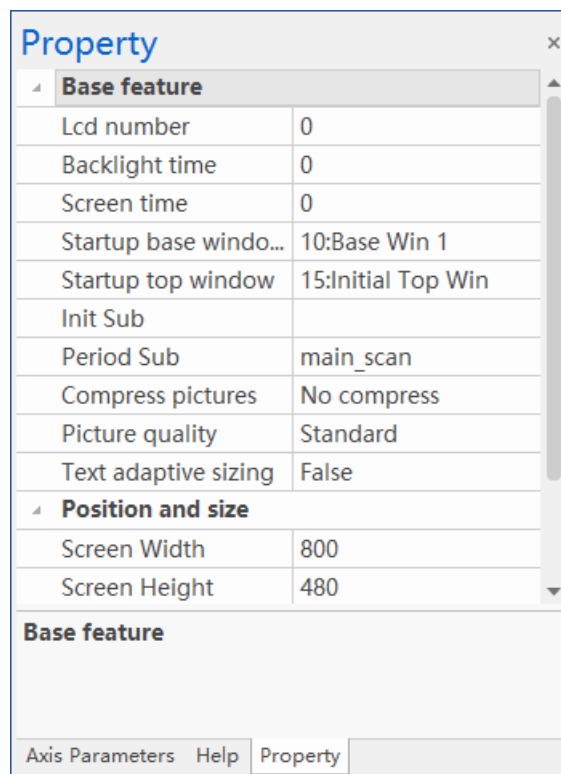 Property ×
Base feature
Lcd number 0
Backlight time 0
Screen time 0
Startup base windo... 10:Base Win 1
Startup top window 15:Initial Top Win
Init Sub
Period Sub main_scan
Compress pictures No compress
Picture quality Standard
Text adaptive sizing False
Position and size
Screen Width 800
Screen Height 480
Base feature
Axis Parameters Help Property